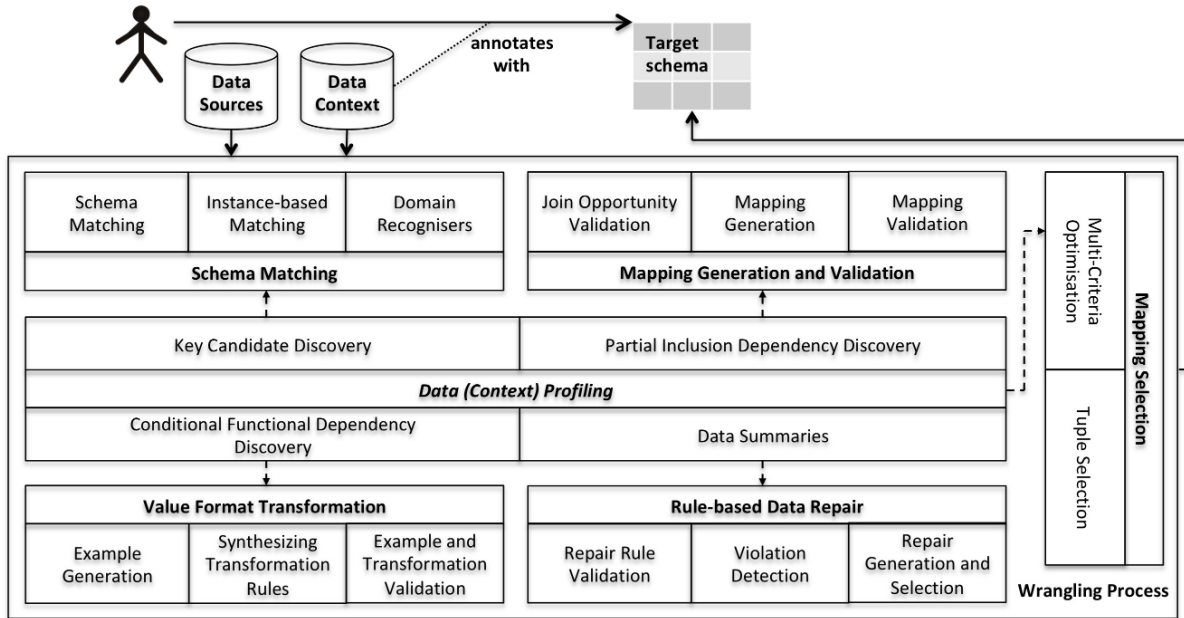 annotates
with
Target
schema
Data
Sources
Data
Context
Schema
Matching
Instance-based
Matching
Domain
Recognisers
Schema Matching
Join Opportunity
Validation
Mapping
Generation
Mapping
Validation
Mapping Generation and Validation
Key Candidate Discovery
Partial Inclusion Dependency Discovery
Data (Context) Profiling
Conditional Functional Dependency
Discovery
Data Summaries
Value Format Transformation
Example
Generation
Synthesizing
Transformation
Rules
Example and
Transformation
Validation
Rule-based Data Repair
Repair Rule
Validation
Violation
Detection
Repair
Generation and
Selection
Multi-Criteria
Optimisation
Tuple Selection
Mapping Selection
Wrangling Process